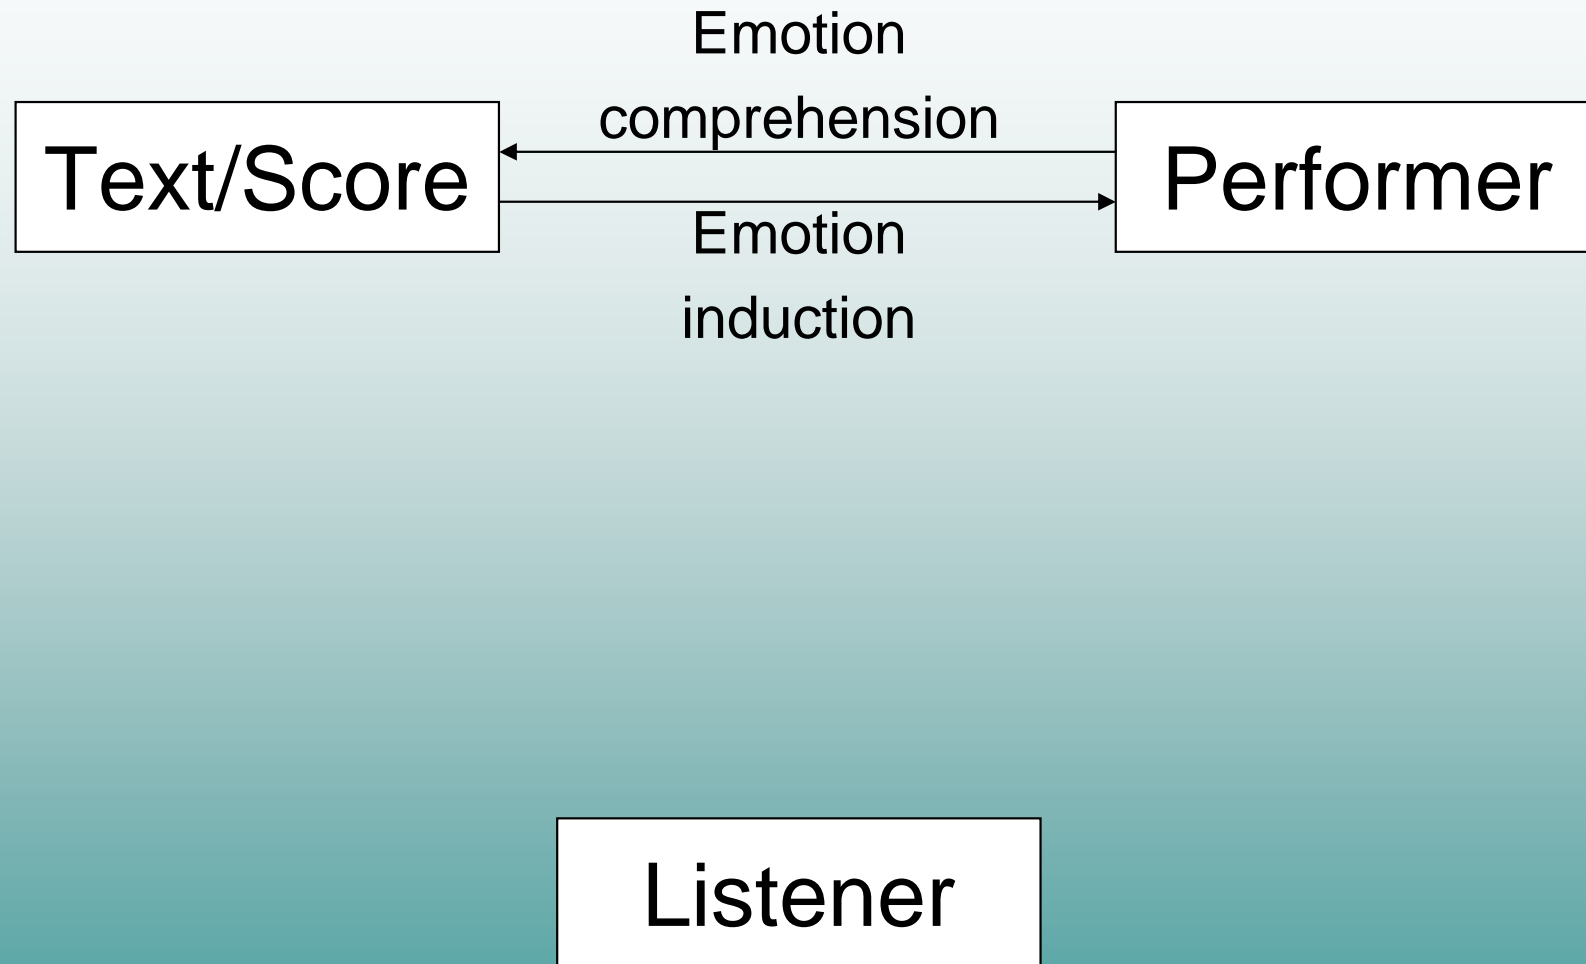 Emotion
comprehension
Text/Score
Performer
Emotion
induction
Listener